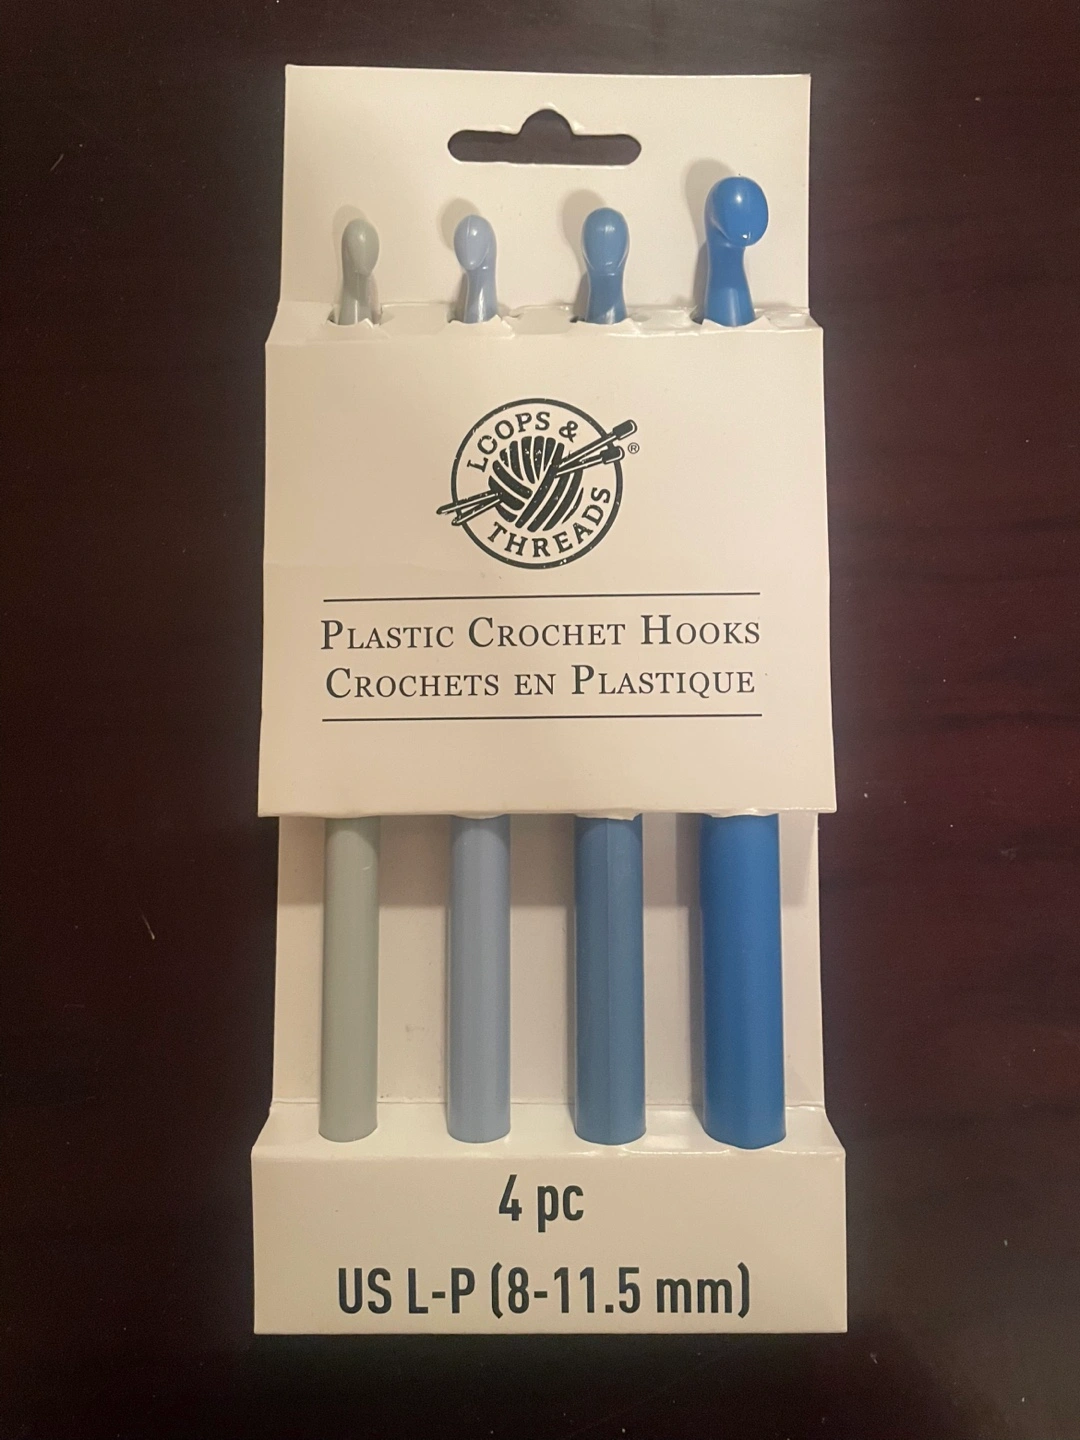 LOOPS &
THREADS
®
PLASTIC CROCHET HOOKS
CROCHETS EN PLASTIQUE
4 pc
US L-P (8-11.5 mm)